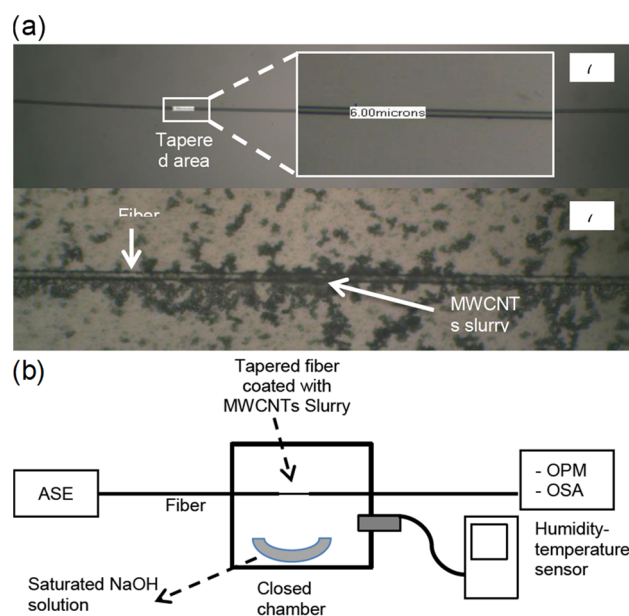 (a)
6.00microns
Tapere
d area
Fiber
MWCNT
s slurry
(b)
Tapered fiber
coated with
MWCNTs Slurry
ASE
Fiber
- OPM
- OSA
Humidity-
temperature
sensor
Saturated NaOH
solution
Closed
chamber